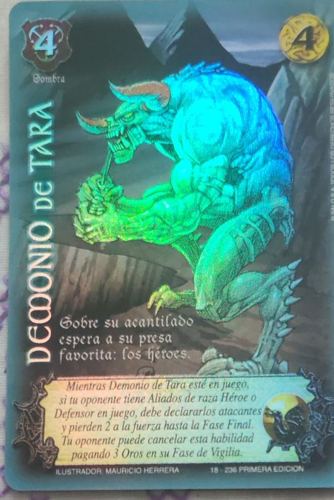 4
4
Sombra
DEMONIO DE TARA
Sobre su acantilado
espera a su presa
favorita: los héroes.
Mientras Demonio de Tara esté en juego,
si tu oponente tiene Aliados de raza Héroe o
Defensor en juego, debe declararlos atacantes
y pierden 2 a la fuerza hasta la Fase Final.
Tu oponente puede cancelar esta habilidad
pagando 3 Oros en su Fase de Vigilia.
ILUSTRADOR: MAURICIO HERRERA 18 - 236 PRIMERA EDICION